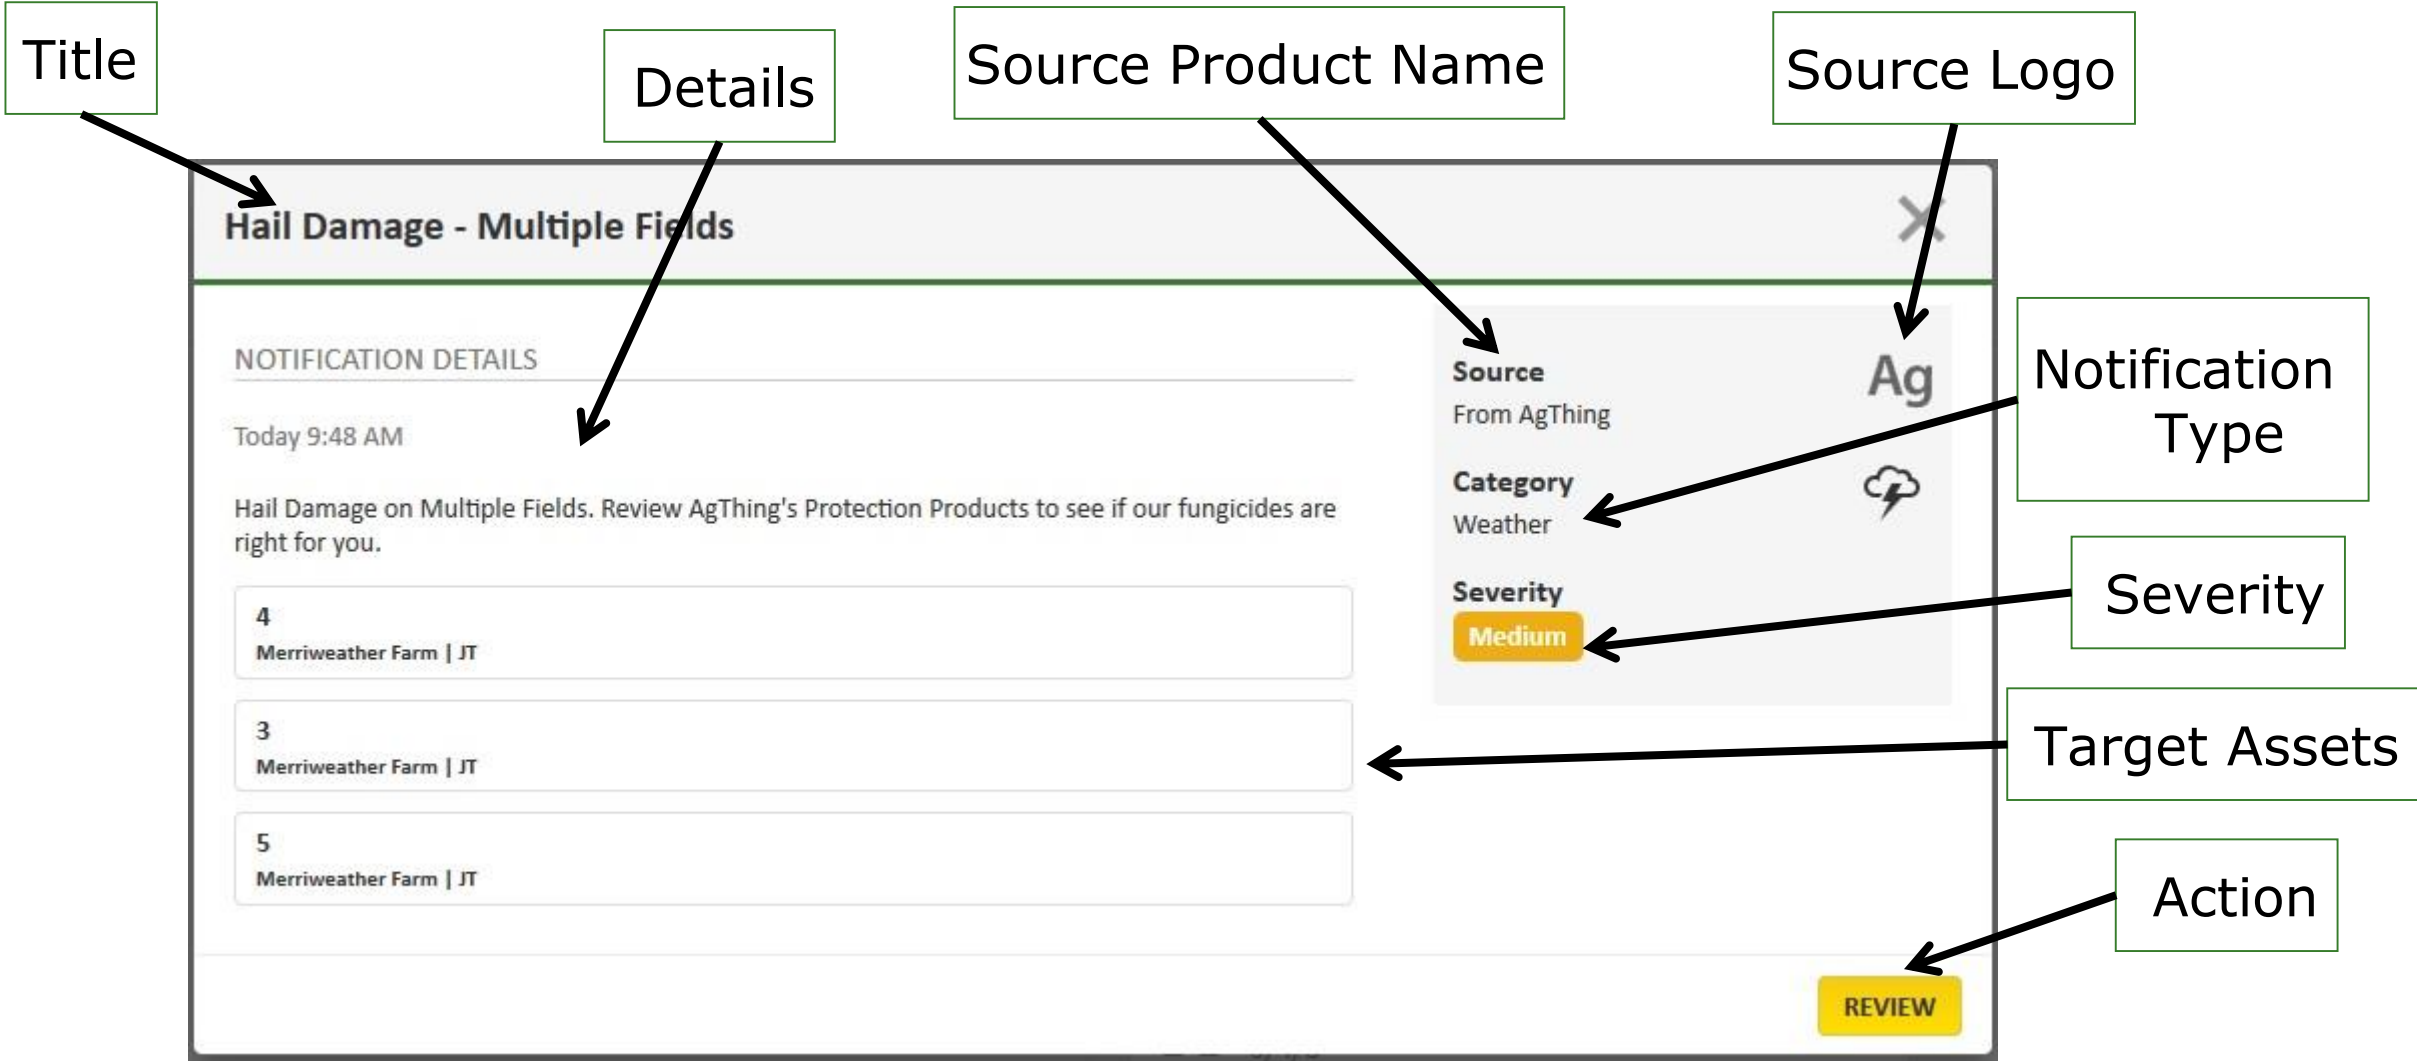 Title
Details
Source Product Name
Source Logo
Hail Damage - Multiple Fields
NOTIFICATION DETAILS
Today 9:48 AM
Hail Damage on Multiple Fields. Review AgThing's Protection Products to see if our fungicides are
right for you.
4
Merriweather Farm | JT
3
Merriweather Farm | JT
5
Merriweather Farm | JT
Source
From AgThing
Ag
Category
Weather
Severity
Medium
REVIEW
Notification
Type
Severity
Target Assets
Action